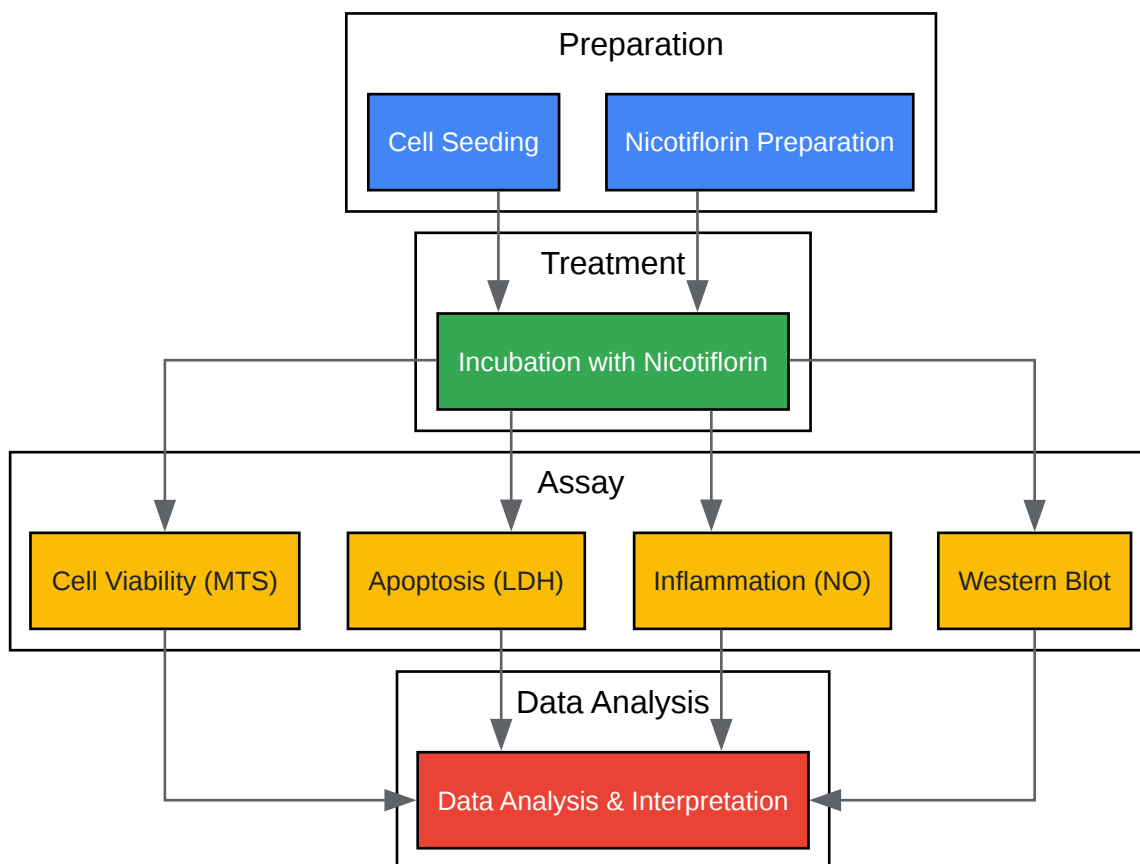 Preparation
Cell Seeding
Nicotiflorin Preparation
Treatment
Incubation with Nicotiflorin
Assay
Cell Viability (MTS)
Apoptosis (LDH)
Inflammation (NO)
Western Blot
Data Analysis
Data Analysis & Interpretation